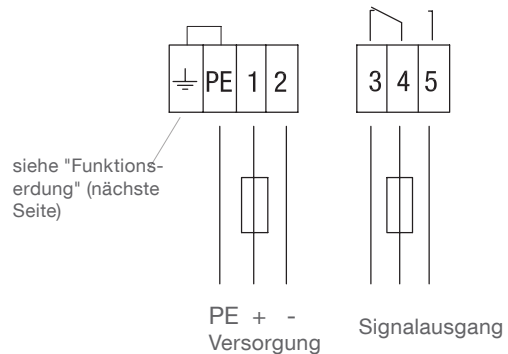 PE 1 2 3 4 5
siehe "Funktions-
erdung" (nächste
Seite)
PE + -
Versorgung
Signalausgang